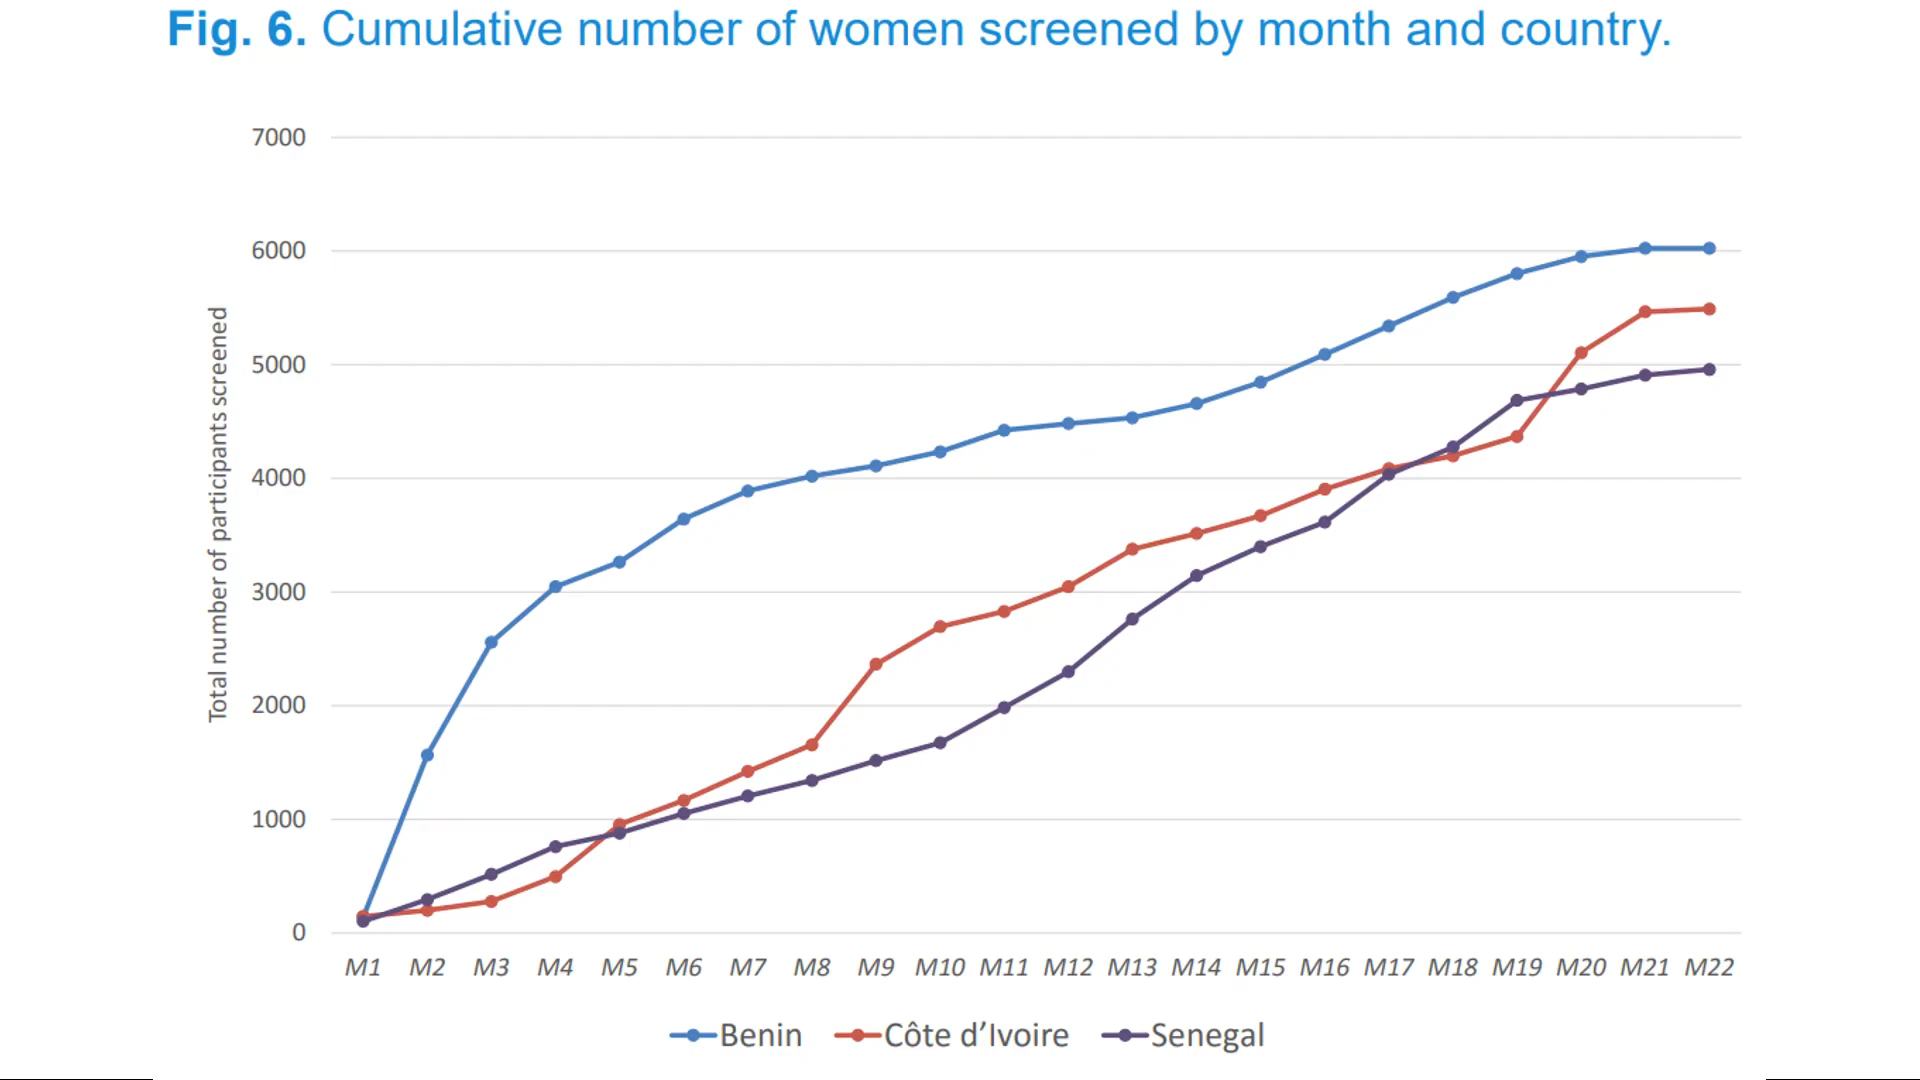 Fig. 6. Cumulative number of women screened by month and country.
Total number of participants screened
7000
6000
5000
4000
3000
2000
1000
0
M1 M2 M3 M4 M5 M6 M7 M8 M9 M10 M11 M12 M13 M14 M15 M16 M17 M18 M19 M20 M21 M22
Benin Côte d’Ivoire Senegal